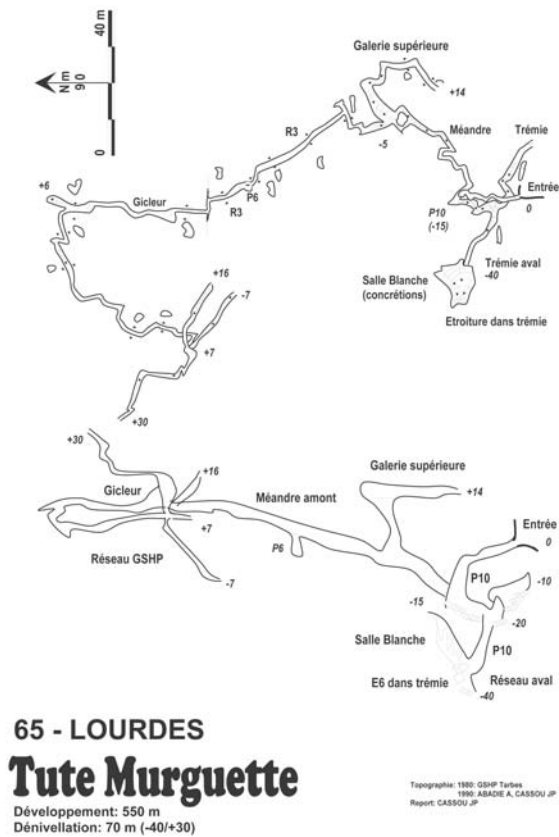 40 m
N m
90
0
Galerie supérieure
+14
R3
-5
Méandre
Trémie
+6
Gicleur
P6
R3
Entrée
0
P10
(-15)
Trémie aval
-40
Salle Blanche
(concrétions)
Etroiture dans trémie
+16
-7
+7
+30
+30
+16
Gicleur
Méandre amont
Galerie supérieure
+14
+7
P6
Réseau GSHP
-7
Entrée
0
P10
-10
-15
-20
Salle Blanche
P10
E6 dans trémie
Réseau aval
-40
65 - LOURDES
Tute Murguette
Développement: 550 m
Dénivellation: 70 m (-40/+30)
Topographie: 1980: GSHP Tarbes
1990: ABADIE A, CASSOU JP
Report: CASSOU JP